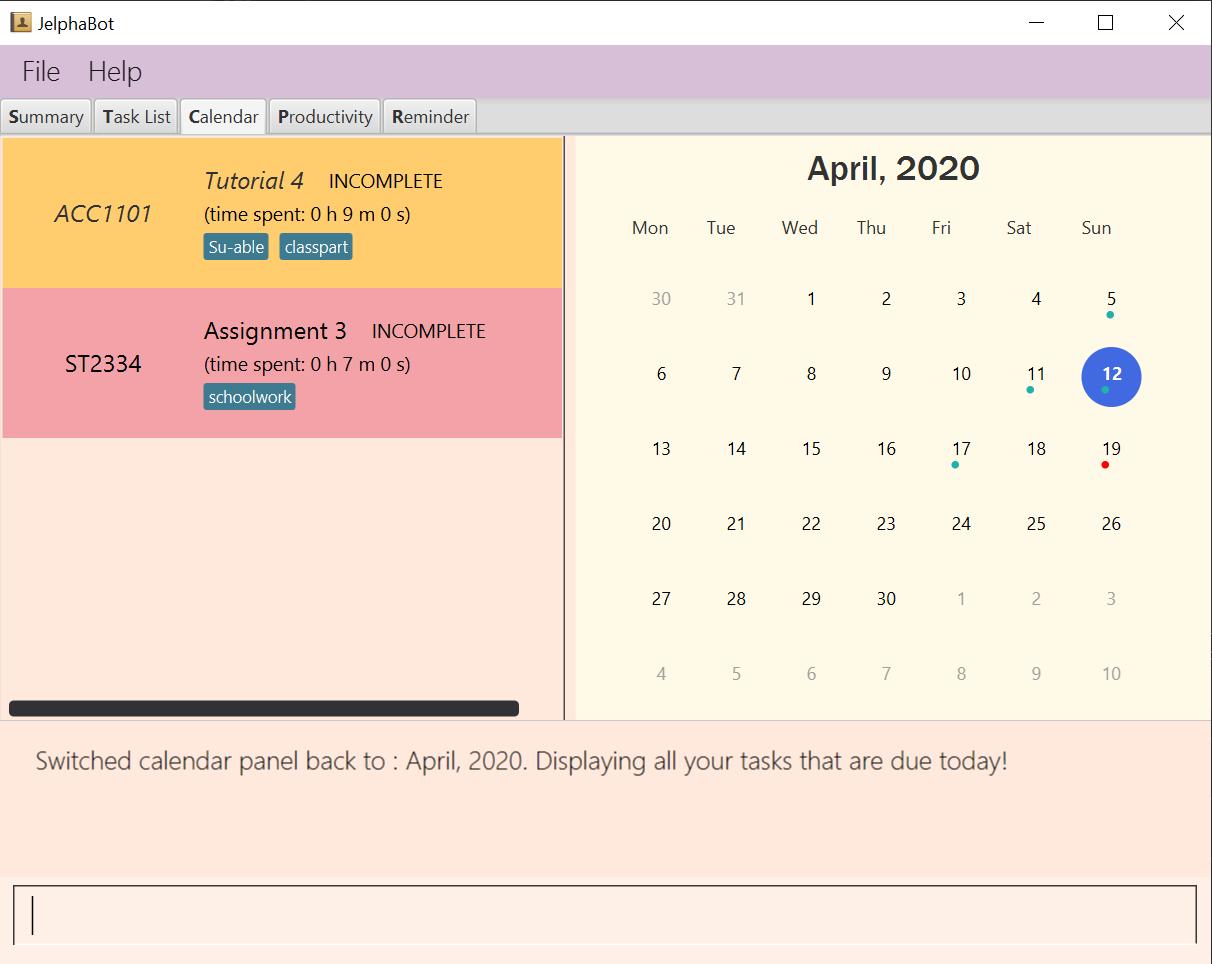 JelphaBot
File Help
Summary Task List Calendar Productivity Reminder
ACC1101
Tutorial 4 INCOMPLETE
(time spent: 0 h 9 m 0 s)
Su-able classpart
ST2334
Assignment 3 INCOMPLETE
(time spent: 0 h 7 m 0 s)
schoolwork
April, 2020
Mon Tue Wed Thu Fri Sat Sun
30 31 1 2 3 4 5
6 7 8 9 10 11 12
13 14 15 16 17 18 19
20 21 22 23 24 25 26
27 28 29 30 1 2 3
4 5 6 7 8 9 10
Switched calendar panel back to : April, 2020. Displaying all your tasks that are due today!